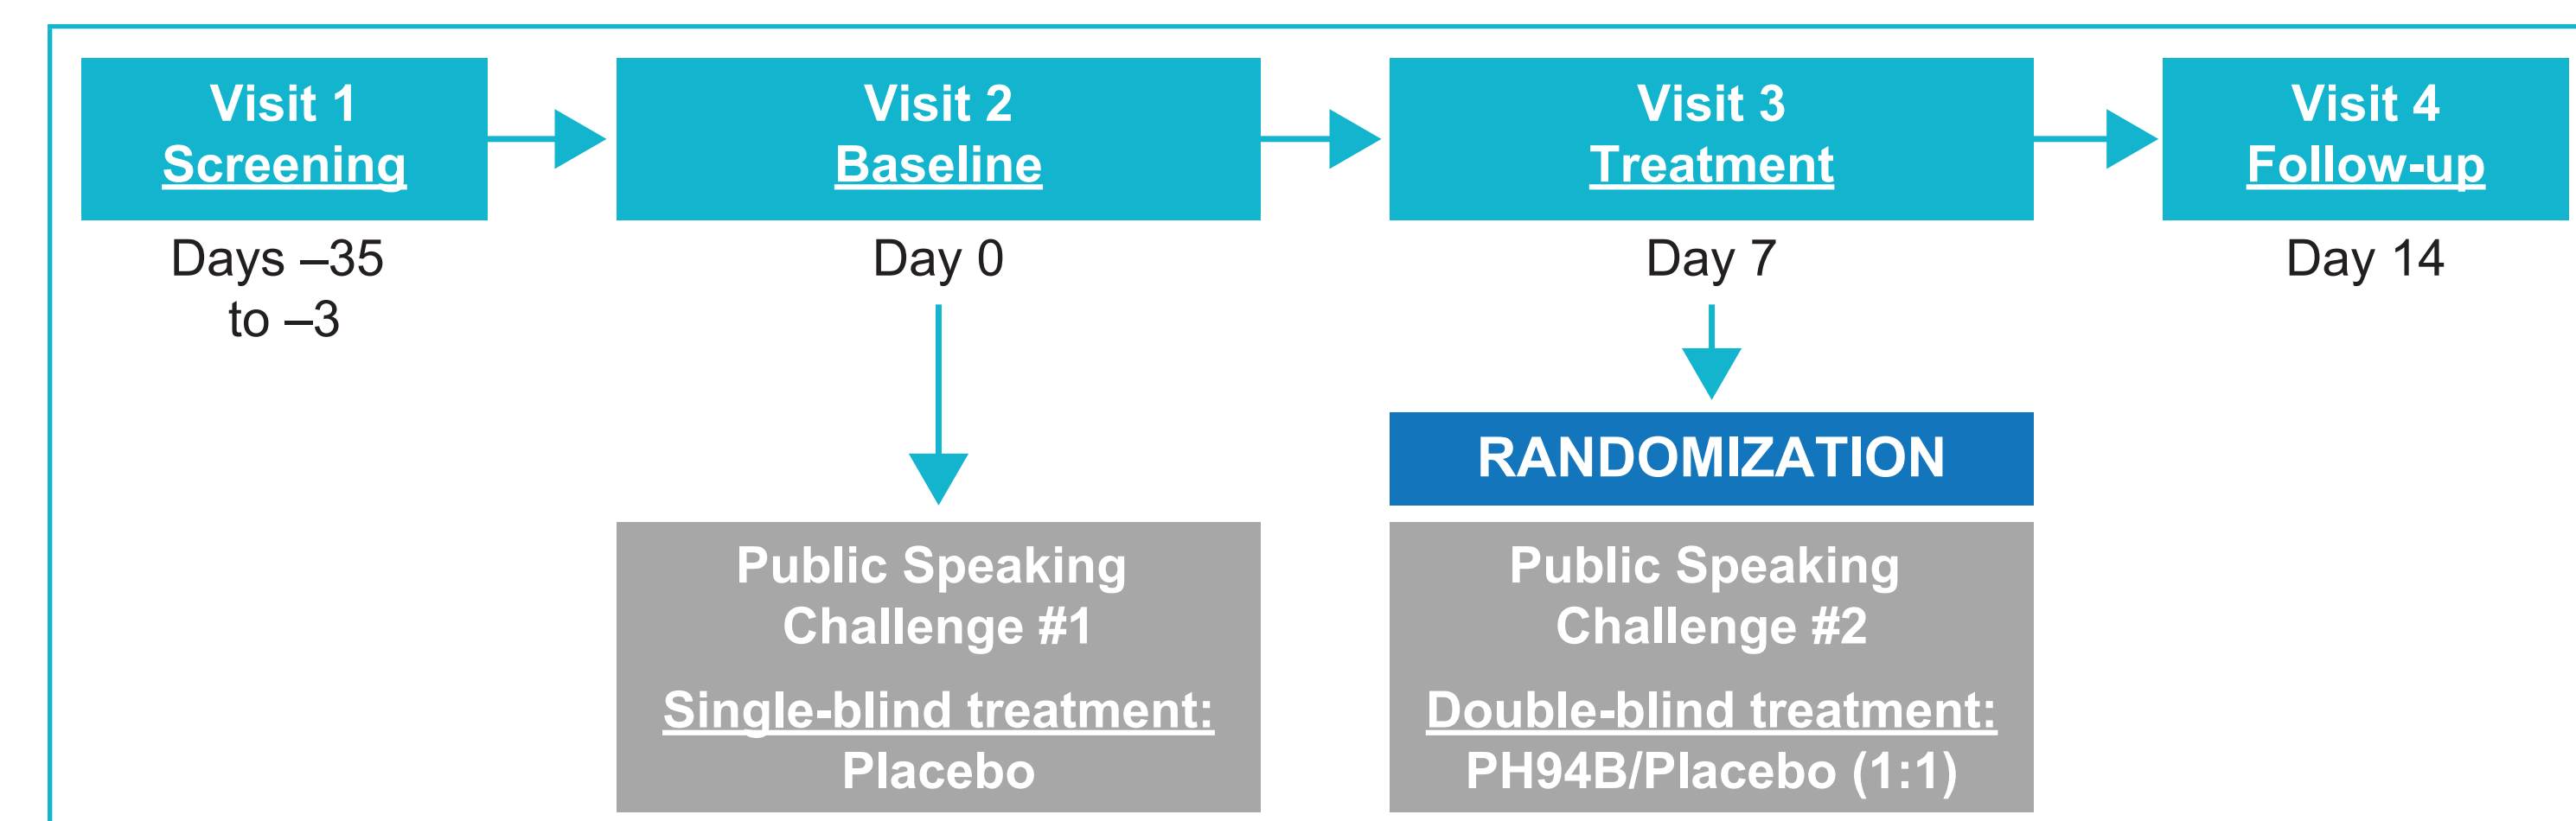 Visit 1
Screening
Days –35
to –3
Visit 2
Baseline
Day 0
Public Speaking
Challenge #1
Single-blind treatment:
Placebo
Visit 3
Treatment
Day 7
RANDOMIZATION
Public Speaking
Challenge #2
Double-blind treatment:
PH94B/Placebo (1:1)
Visit 4
Follow-up
Day 14